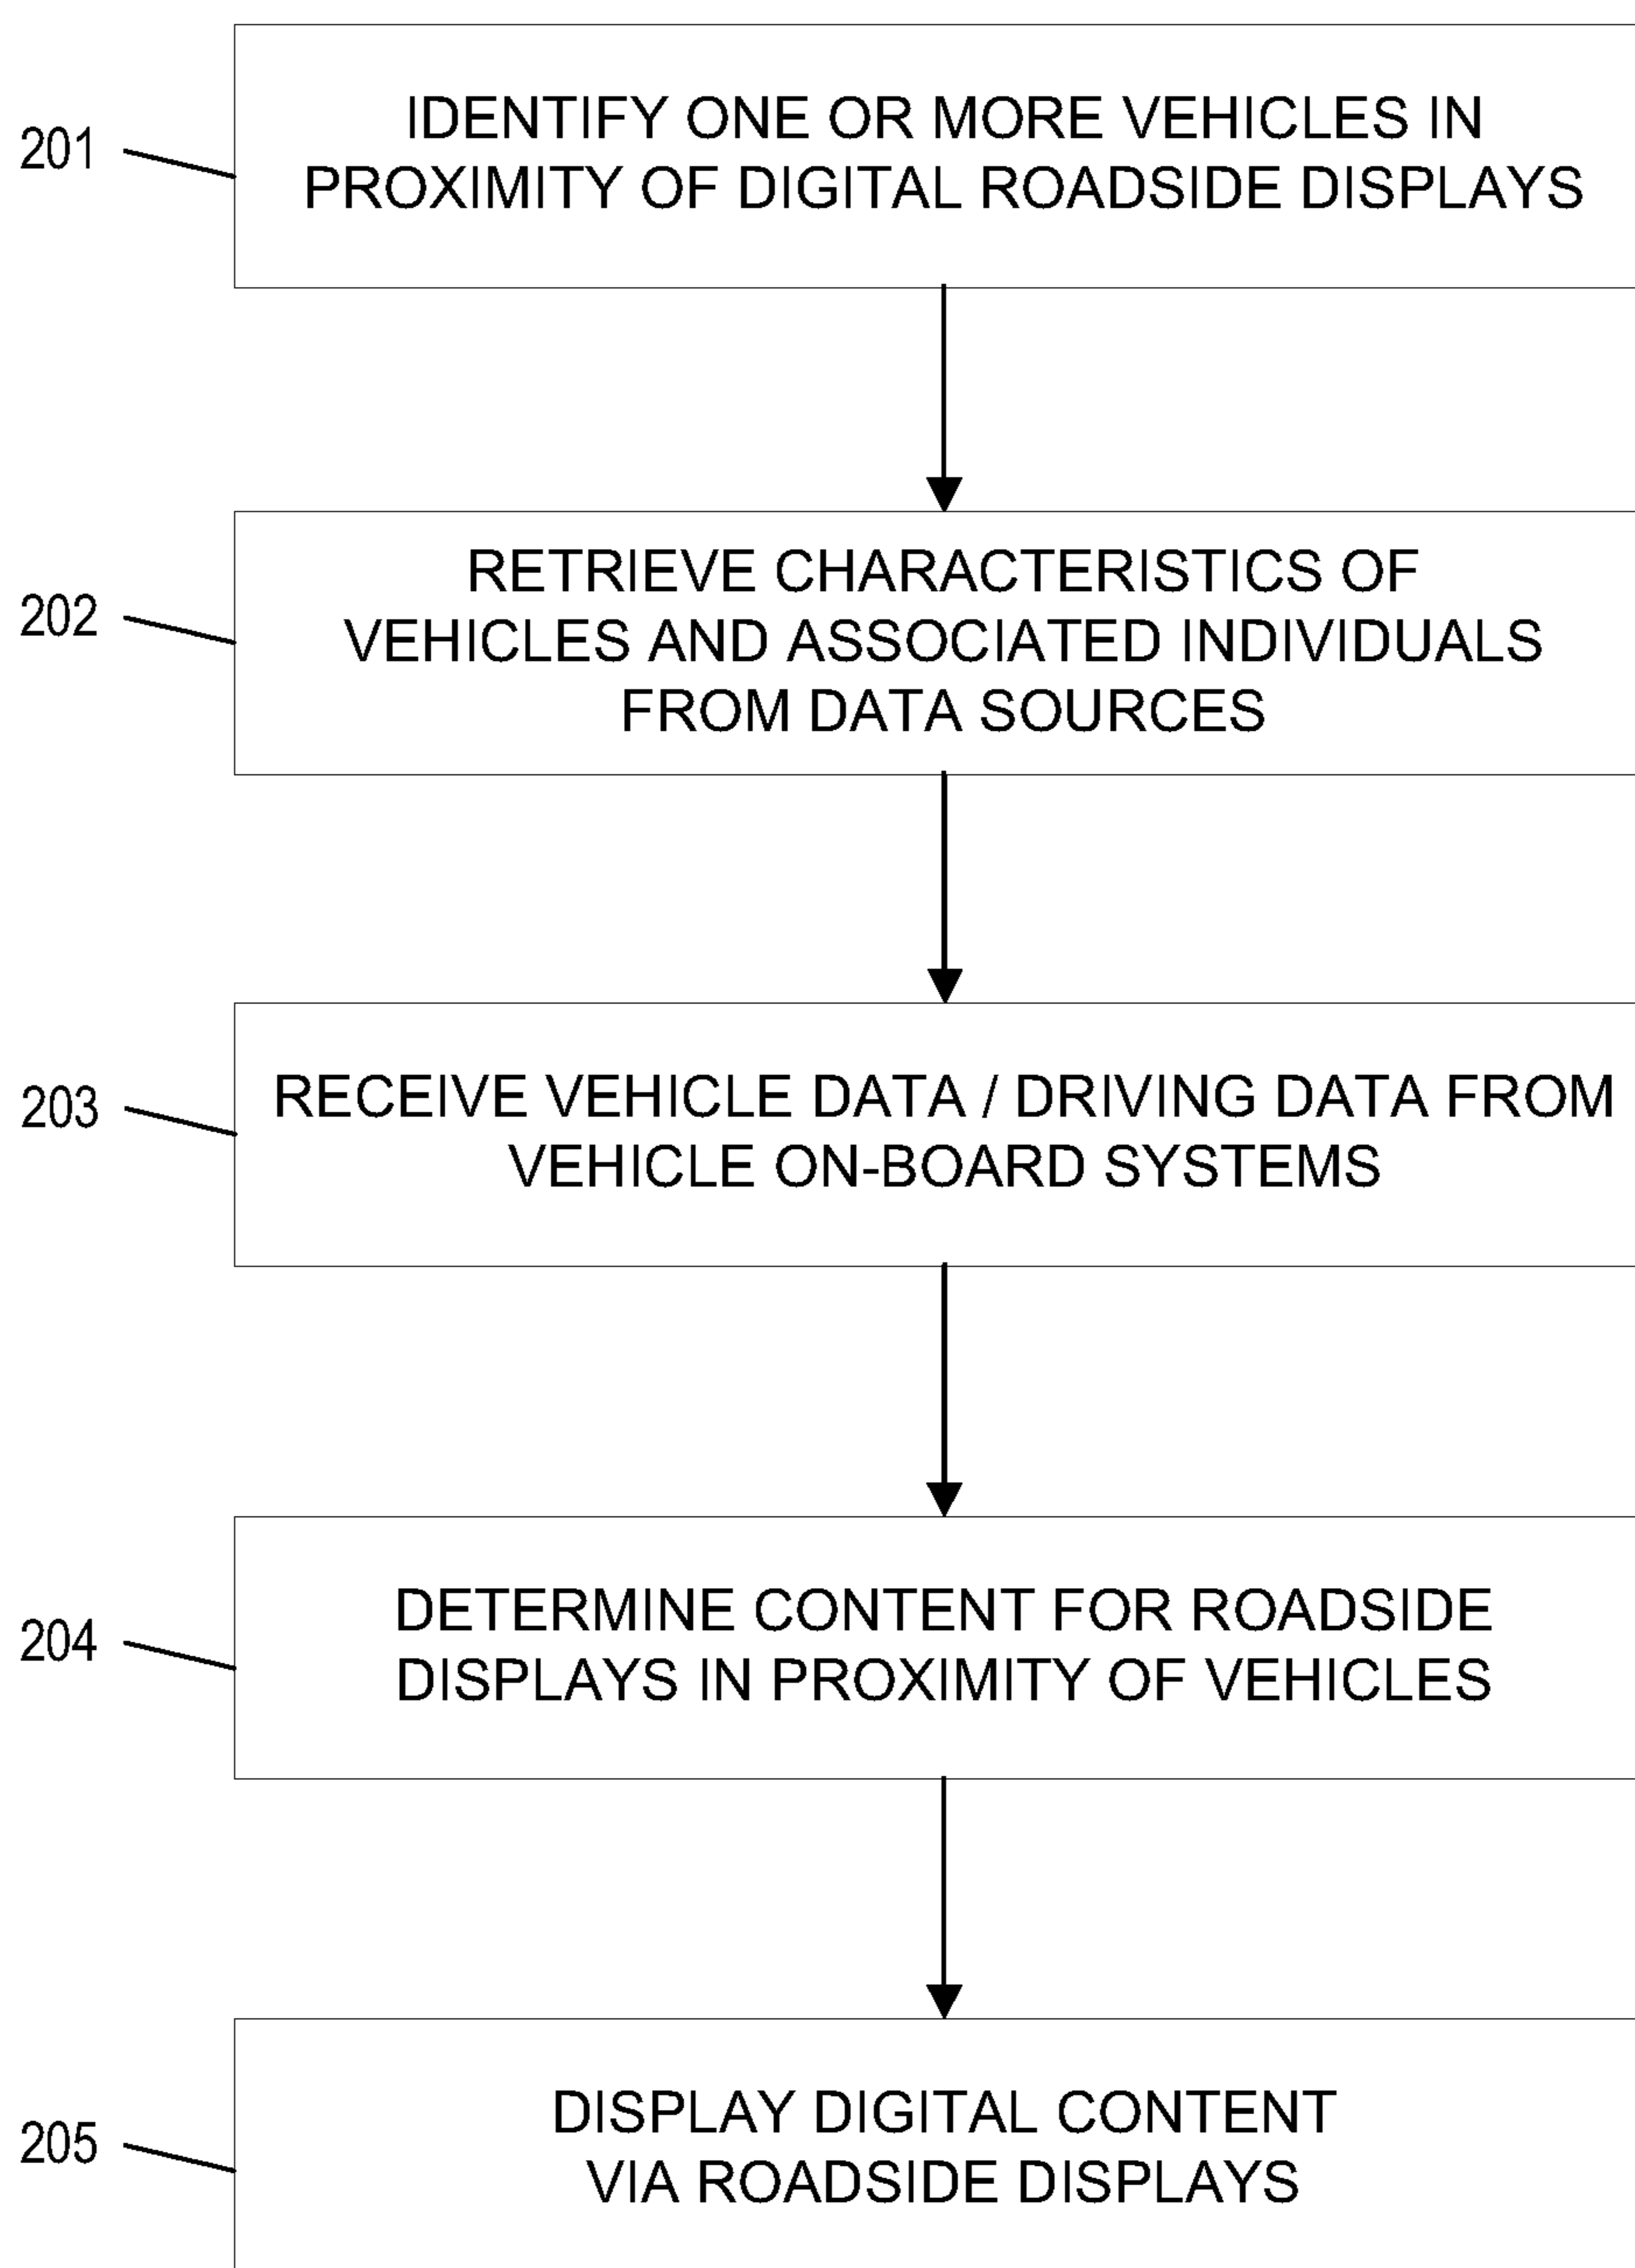 201
IDENTIFY ONE OR MORE VEHICLES IN
PROXIMITY OF DIGITAL ROADSIDE DISPLAYS
202
RETRIEVE CHARACTERISTICS OF
VEHICLES AND ASSOCIATED INDIVIDUALS
FROM DATA SOURCES
203
RECEIVE VEHICLE DATA / DRIVING DATA FROM
VEHICLE ON-BOARD SYSTEMS
204
DETERMINE CONTENT FOR ROADSIDE
DISPLAYS IN PROXIMITY OF VEHICLES
205
DISPLAY DIGITAL CONTENT
VIA ROADSIDE DISPLAYS